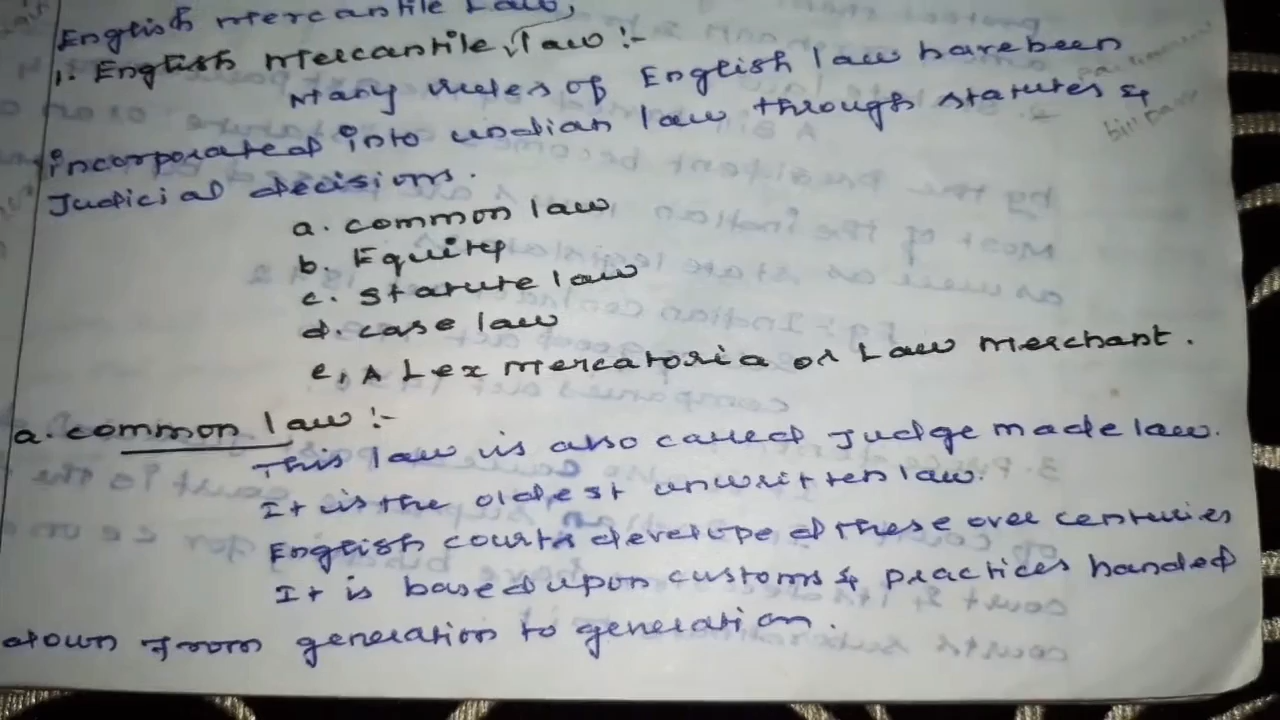 English Mercantile Law,
1. English Mercantile law :-
Many rules of English law have been
incorporated into Indian law through statutes &
Judicial decisions.
a. common law
b. Equity
c. Statute law
d. case law
e, A Lex Mercatoria or Law Merchant.
a. common law :-
This law is also called Judge made law.
It is the oldest unwritten law.
English courts developed these over centuries
It is based upon customs & practices handed
down from generation to generation.